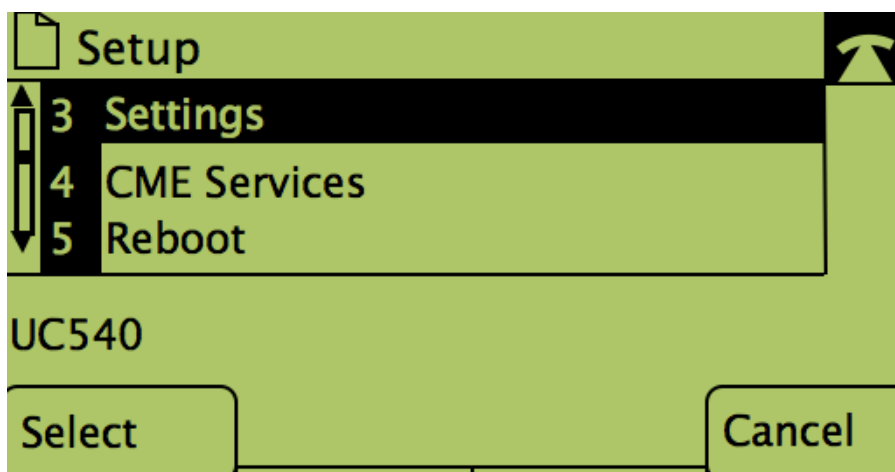 Setup
3 Settings
4 CME Services
5 Reboot
UC540
Select Cancel